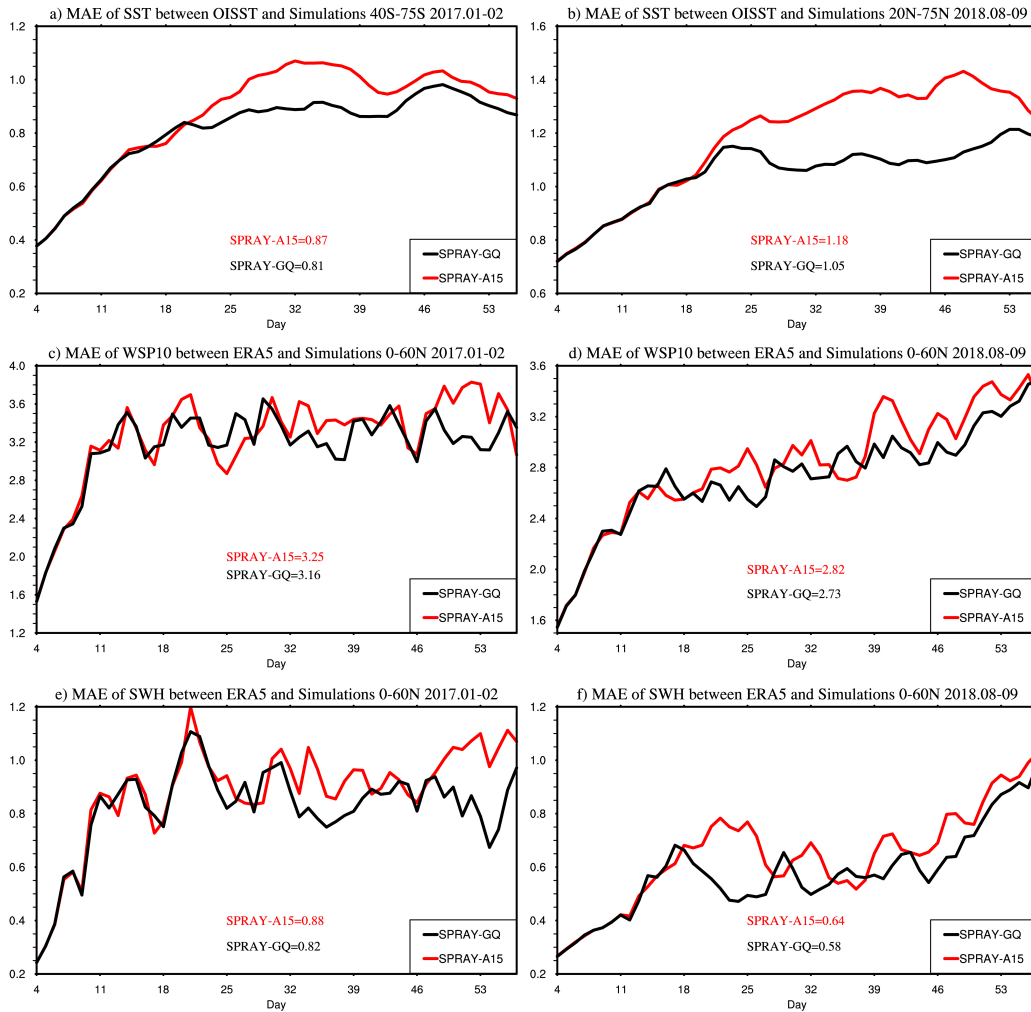 a) MAE of SST between OISST and Simulations 40S-75S 2017.01-02
1.2
1.0
0.8
0.6
0.4
0.2
SPRAY-A15=0.87
SPRAY-GQ=0.81
SPRAY-GQ
SPRAY-A15
4 11 18 25 32 39 46 53
Day
b) MAE of SST between OISST and Simulations 20N-75N 2018.08-09
1.6
1.4
1.2
1.0
0.8
0.6
SPRAY-A15=1.18
SPRAY-GQ=1.05
SPRAY-GQ
SPRAY-A15
4 11 18 25 32 39 46 53
Day
c) MAE of WSP10 between ERA5 and Simulations 0-60N 2017.01-02
4.0
3.6
3.2
2.8
2.4
2.0
1.6
1.2
SPRAY-A15=3.25
SPRAY-GQ=3.16
SPRAY-GQ
SPRAY-A15
4 11 18 25 32 39 46 53
Day
d) MAE of WSP10 between ERA5 and Simulations 0-60N 2018.08-09
3.6
3.2
2.8
2.4
2.0
1.6
SPRAY-A15=2.82
SPRAY-GQ=2.73
SPRAY-GQ
SPRAY-A15
4 11 18 25 32 39 46 53
Day
e) MAE of SWH between ERA5 and Simulations 0-60N 2017.01-02
1.2
1.0
0.8
0.6
0.4
0.2
SPRAY-A15=0.88
SPRAY-GQ=0.82
SPRAY-GQ
SPRAY-A15
4 11 18 25 32 39 46 53
Day
f) MAE of SWH between ERA5 and Simulations 0-60N 2018.08-09
1.2
1.0
0.8
0.6
0.4
0.2
SPRAY-A15=0.64
SPRAY-GQ=0.58
SPRAY-GQ
SPRAY-A15
4 11 18 25 32 39 46 53
Day